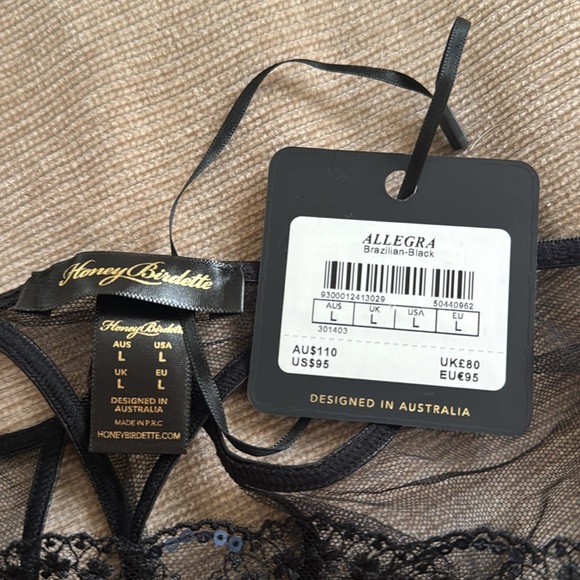 Honey Birdette
Honey Birdette
AUS USA
L L
UK EU
L L
DESIGNED IN
AUSTRALIA
MADE IN P.R.C
HONEYBIRDETTE.COM
ALLEGRA
Brazilian-Black
9300012413029 50440962
AUS UK USA EU
L L L L
301403
AU$110 UK£80
US$95 EU€95
DESIGNED IN AUSTRALIA